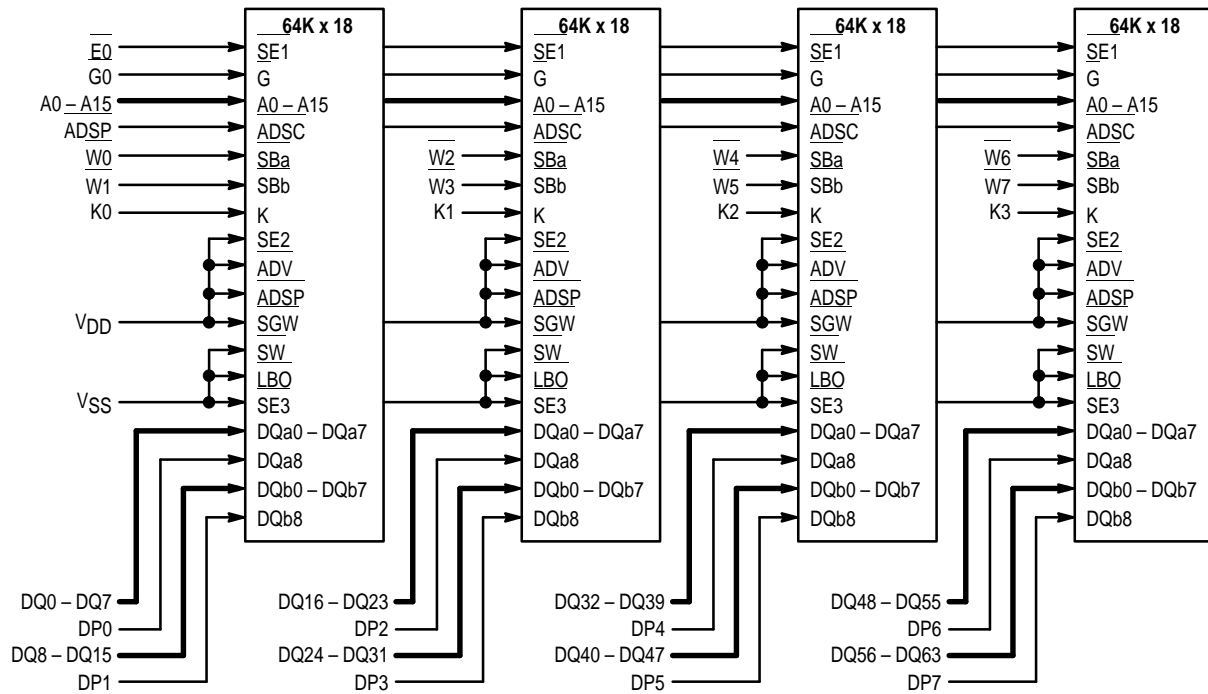 64K x 18
SE1
G
A0 – A15
ADSC
SBa
SBb
K
SE2
ADV
ADSP
SGW
SW
LBO
SE3
DQa0 – DQa7
DQa8
DQb0 – DQb7
DQb8
E0
G0
A0 – A15
ADSP
W0
W1
K0
VDD
VSS
DQ0 – DQ7
DP0
DQ8 – DQ15
DP1
64K x 18
SE1
G
A0 – A15
ADSC
SBa
SBb
K
SE2
ADV
ADSP
SGW
SW
LBO
SE3
DQa0 – DQa7
DQa8
DQb0 – DQb7
DQb8
W2
W3
K1
DQ16 – DQ23
DP2
DQ24 – DQ31
DP3
64K x 18
SE1
G
A0 – A15
ADSC
SBa
SBb
K
SE2
ADV
ADSP
SGW
SW
LBO
SE3
DQa0 – DQa7
DQa8
DQb0 – DQb7
DQb8
W4
W5
K2
DQ32 – DQ39
DP4
DQ40 – DQ47
DP5
64K x 18
SE1
G
A0 – A15
ADSC
SBa
SBb
K
SE2
ADV
ADSP
SGW
SW
LBO
SE3
DQa0 – DQa7
DQa8
DQb0 – DQb7
DQb8
W6
W7
K3
DQ48 – DQ55
DP6
DQ56 – DQ63
DP7